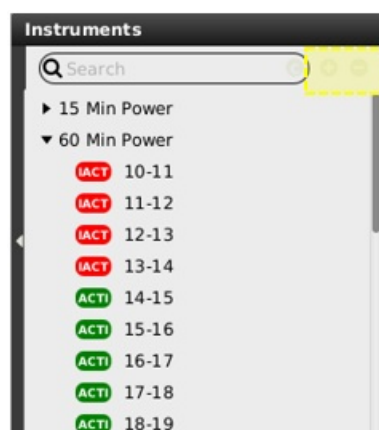 Instruments
Search
15 Min Power
60 Min Power
IACT 10-11
IACT 11-12
IACT 12-13
IACT 13-14
ACTI 14-15
ACTI 15-16
ACTI 16-17
ACTI 17-18
ACTI 18-19